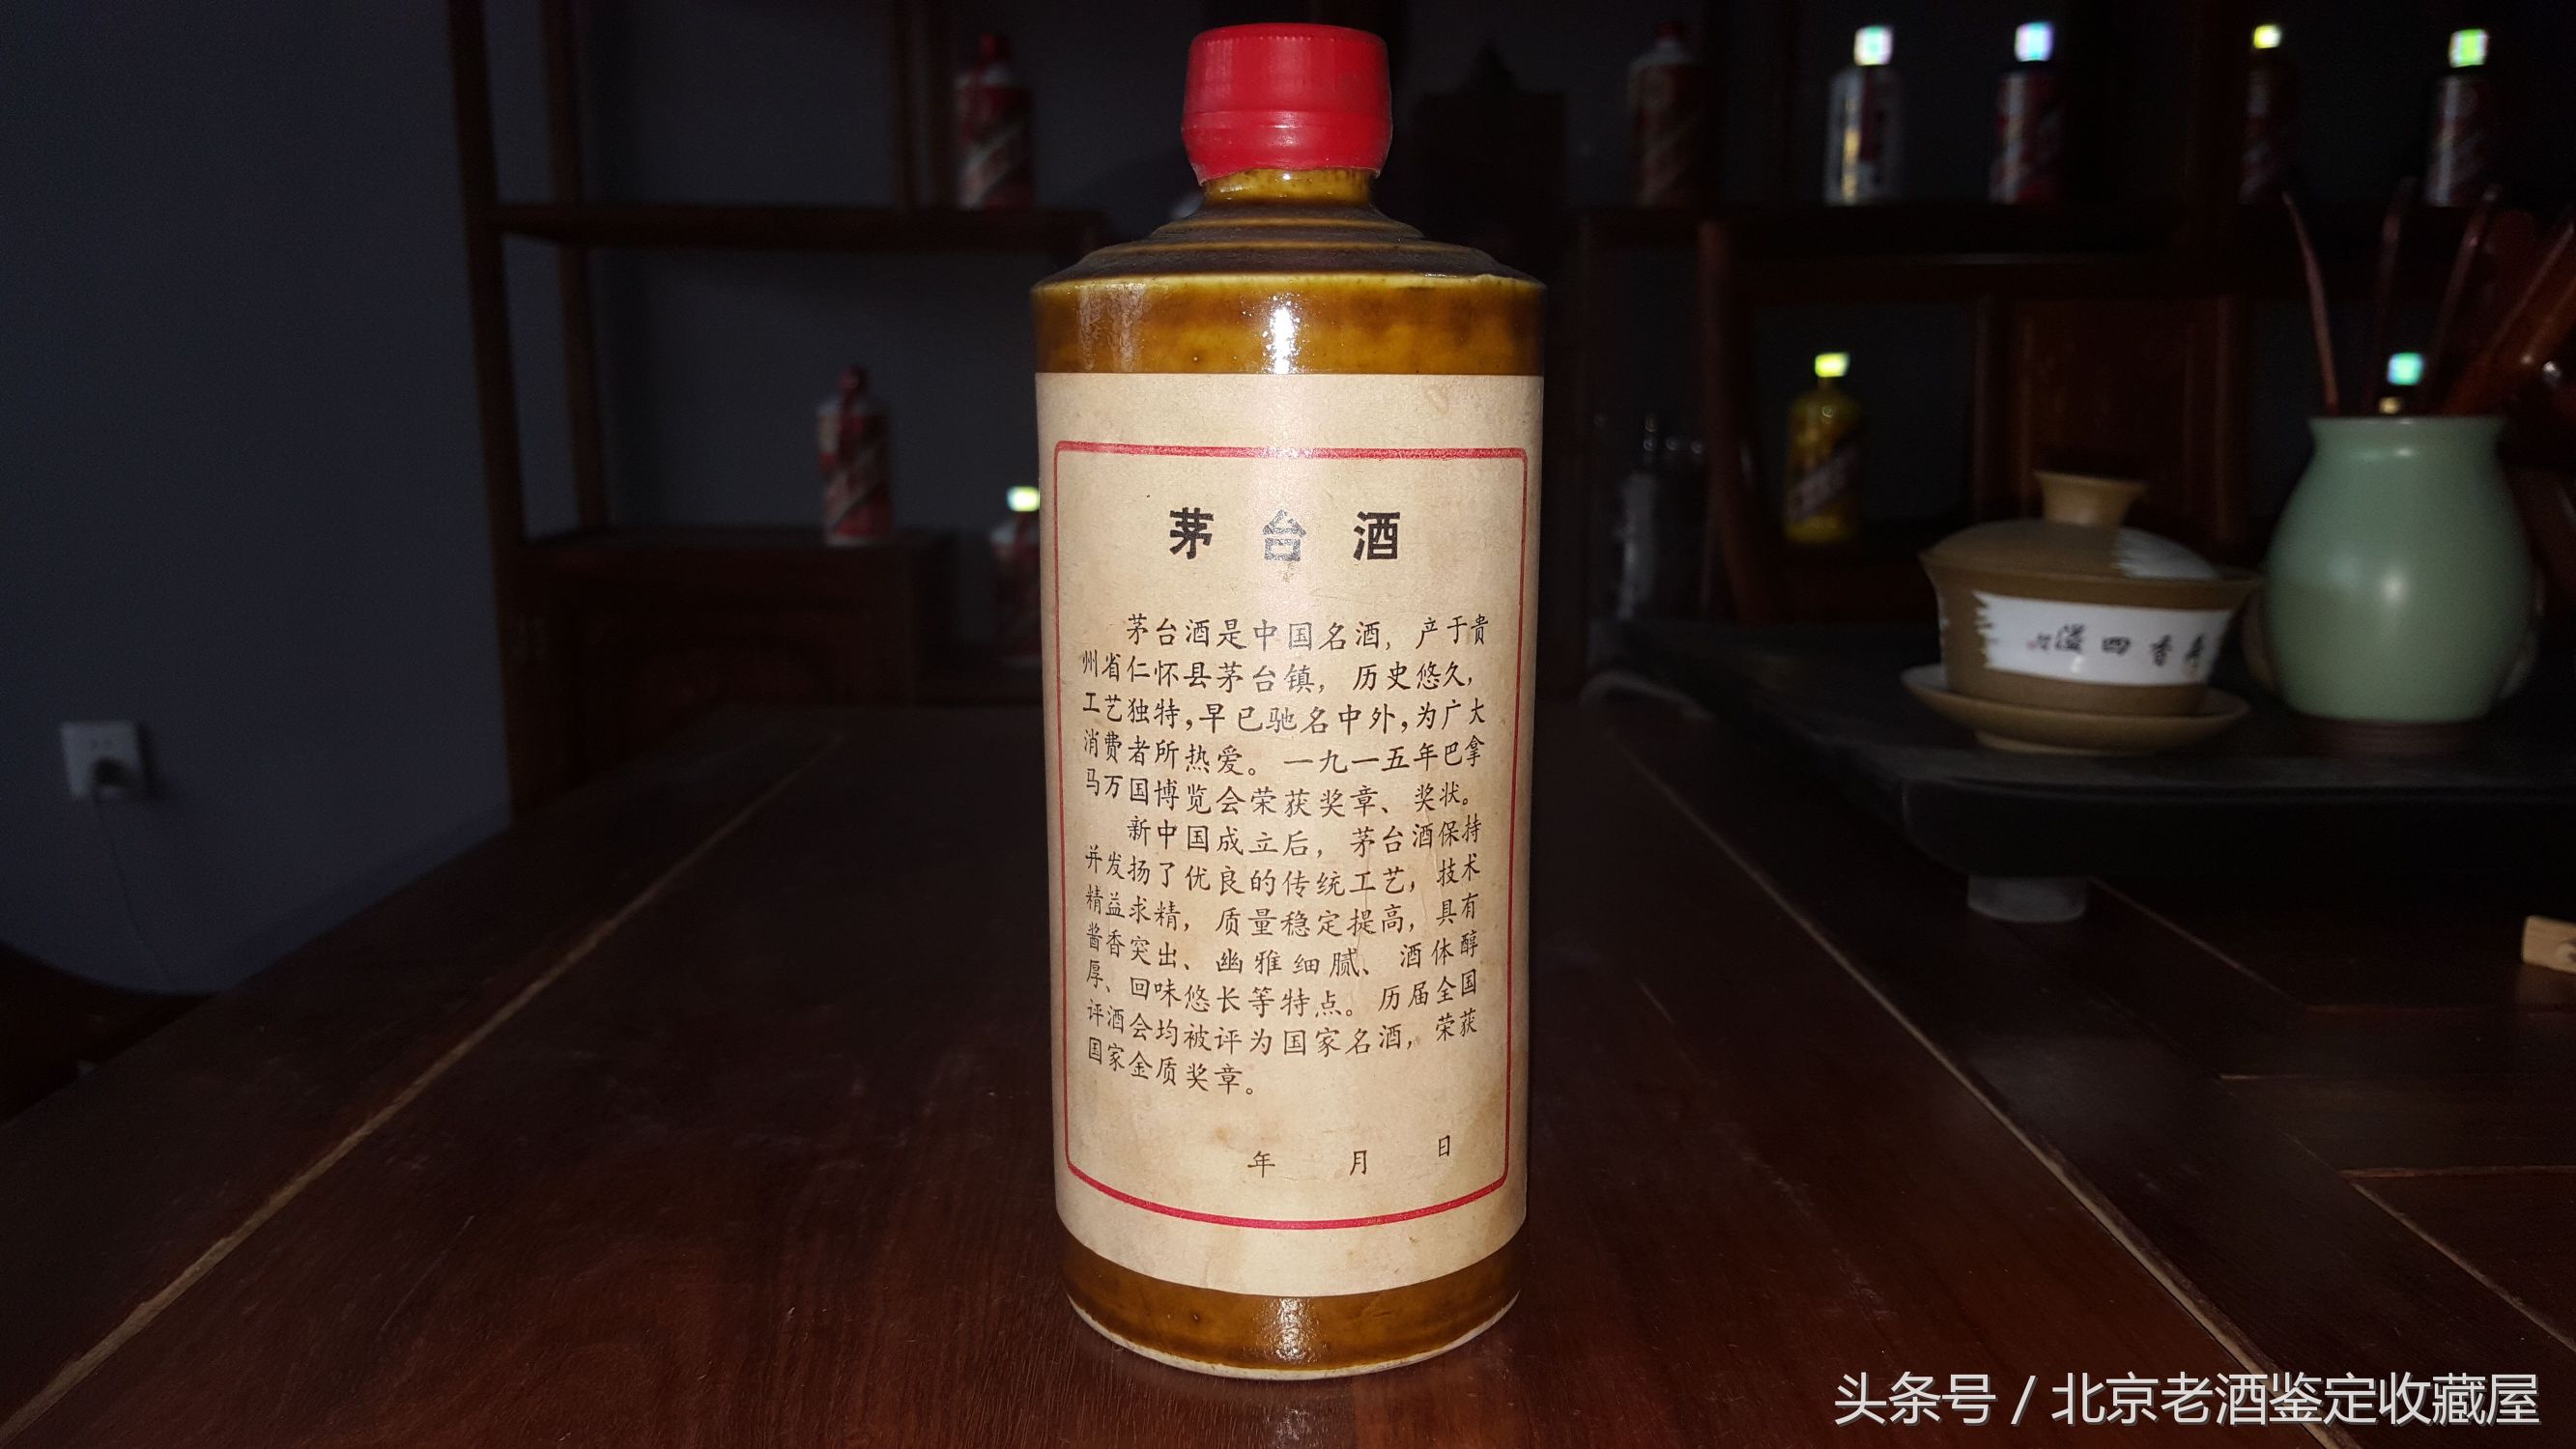 茅台酒
茅台酒是中国名酒，产于贵
州省仁怀县茅台镇，历史悠久，
工艺独特，早已驰名中外，为广大
消费者所热爱。一九一五年巴拿
马万国博览会荣获奖章、奖状。
新中国成立后，茅台酒保持
并发扬了优良的传统工艺，技术
精益求精，质量稳定提高，具有
酱香突出、幽雅细腻、酒体醇
厚、回味悠长等特点。历届全国
评酒会均被评为国家名酒，荣获
国家金质奖章。
年 月 日
溢四香
头条号 / 北京老酒鉴定收藏屋